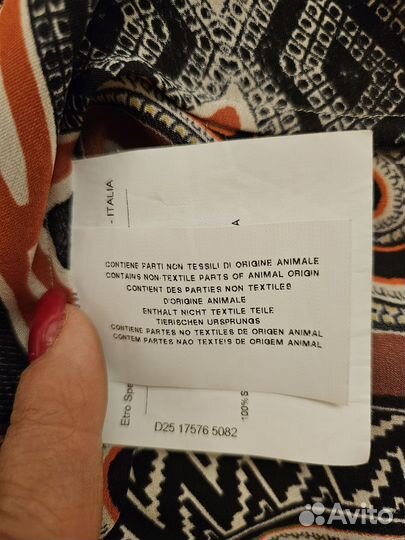 - ITALIA
A
CONTIENE PARTI NON TESSILI DI ORIGINE ANIMALE
CONTAINS NON-TEXTILE PARTS OF ANIMAL ORIGIN
CONTIENT DES PARTIES NON TEXTILES
D'ORIGINE ANIMALE
ENTHÄLT NICHT TEXTILE TEILE
TIERISCHEN URSPRUNGS
CONTIENE PARTES NO TEXTILES DE ORIGEN ANIMAL
CONTEM PARTES NAO TEXTEIS DE ORIGEM ANIMAL
Etro Spe
100% S
D25 17576 5082
Avito